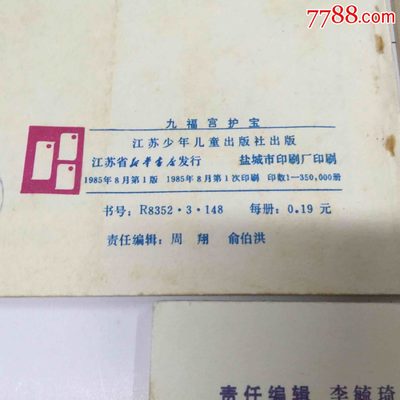 7788.com
九福宫护宝
江苏少年儿童出版社出版
江苏省新华书店发行 盐城市印刷厂印刷
1985年8月第1版 1985年8月第1次印刷 印数1—350,000册
书号：R8352·3·148 每册：0.19 元
责任编辑：周 翔 俞伯洪
责任编辑 李毓琦